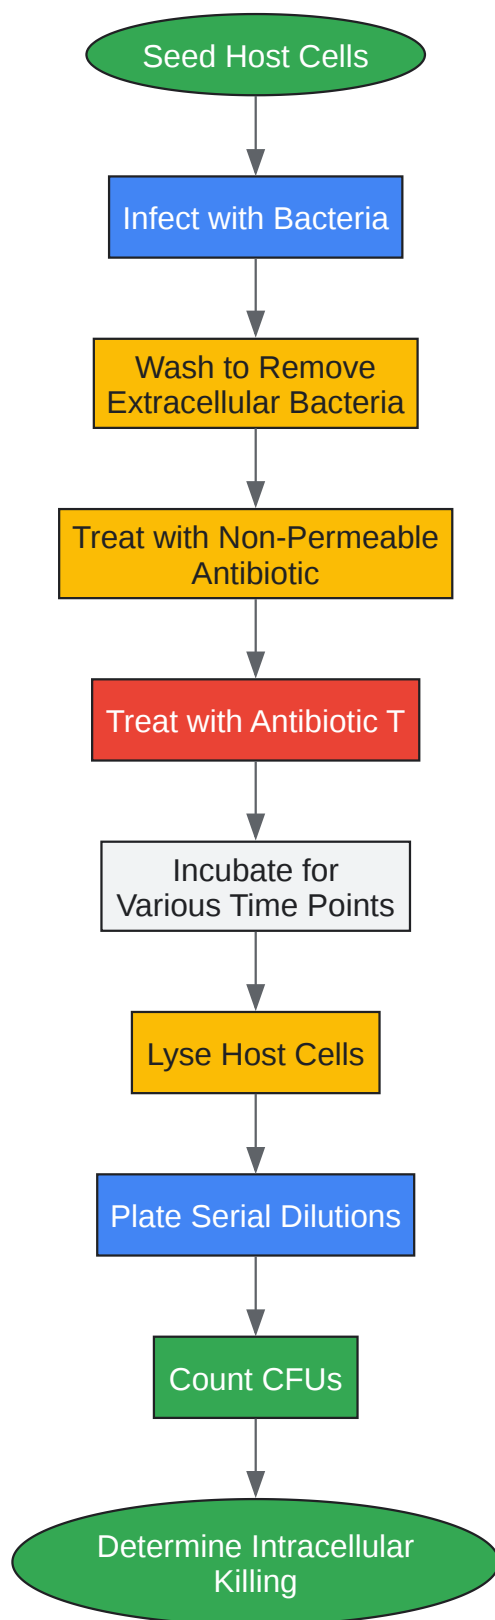 Seed Host Cells
Infect with Bacteria
Wash to Remove
Extracellular Bacteria
Treat with Non-Permeable
Antibiotic
Treat with Antibiotic T
Incubate for
Various Time Points
Lyse Host Cells
Plate Serial Dilutions
Count CFUs
Determine Intracellular
Killing